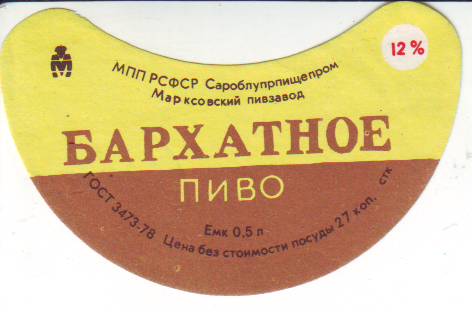 12 %
МПП РСФСР Сароблупрпищепром
Марксовский пивзавод
БАРХАТНОЕ
ПИВО
Емк 0,5 л
ГОСТ 3473-78 Цена без стоимости посуды 27 коп. стк